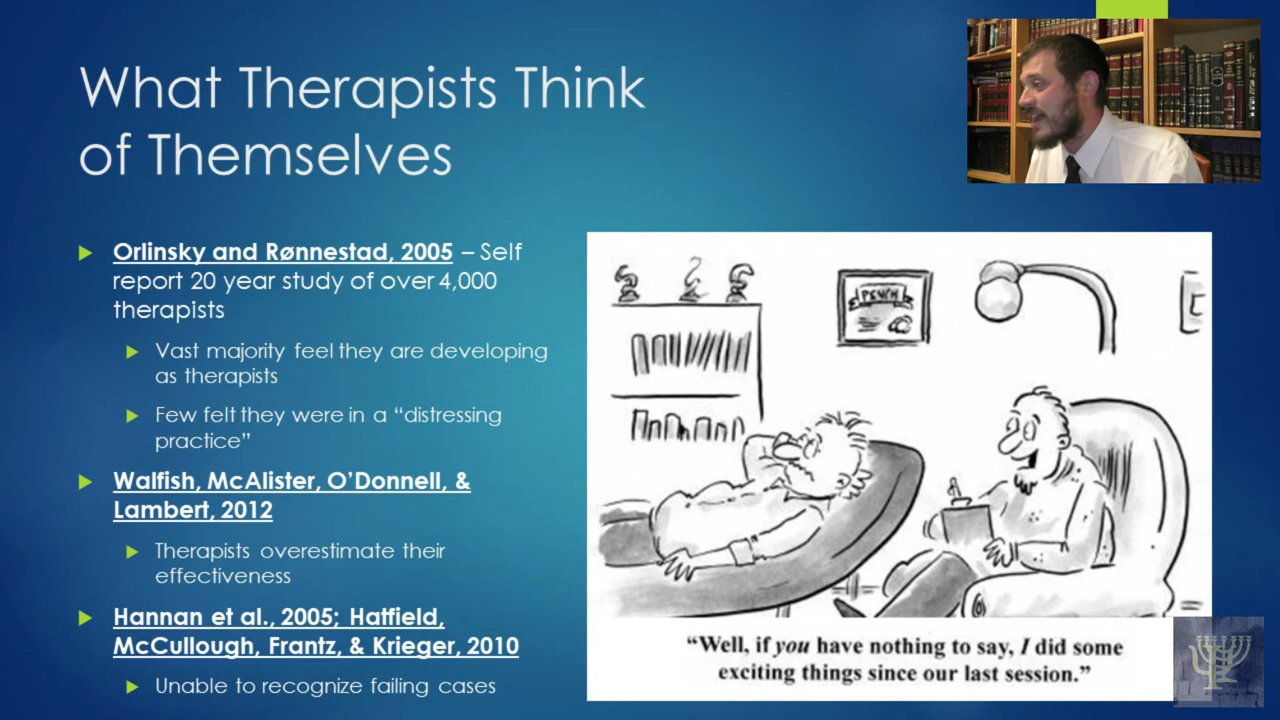 What Therapists Think
of Themselves
Orlinsky and Rønnestad, 2005 – Self
report 20 year study of over 4,000
therapists
Vast majority feel they are developing
as therapists
Few felt they were in a “distressing
practice”
Walfish, McAlister, O’Donnell, &
Lambert, 2012
Therapists overestimate their
effectiveness
Hannan et al., 2005; Hatfield,
McCullough, Frantz, & Krieger, 2010
Unable to recognize failing cases
“Well, if you have nothing to say, I did some
exciting things since our last session.”